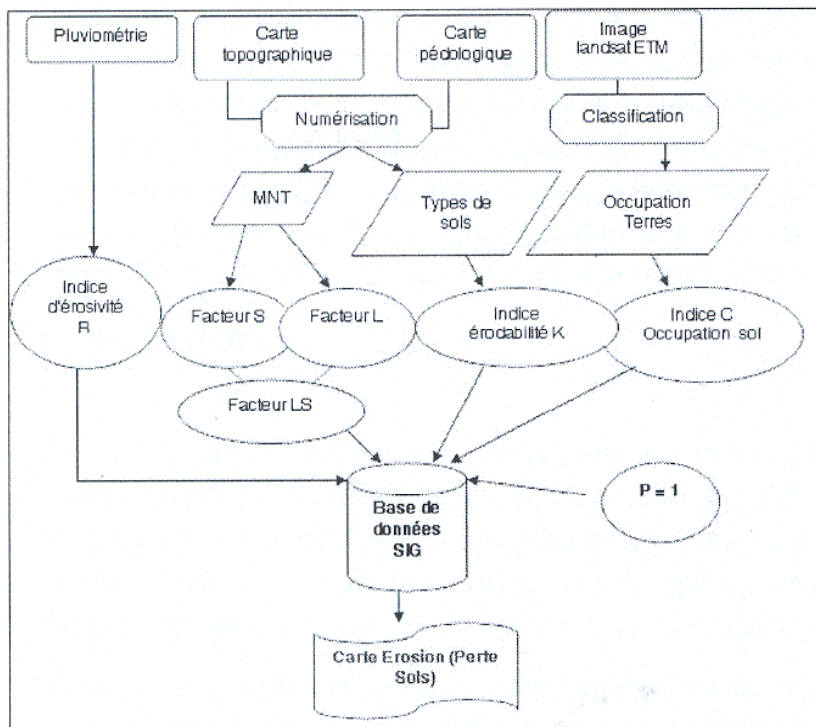 Pluviométrie
Carte
topographique
Carte
pédologique
Image
landsat ETM
Numérisation
Classification
MNT
Types de
sols
Occupation
Terres
Indice
d'érosivité
R
Facteur S
Facteur L
Indice
érodabilité K
Indice C
Occupation sol
Facteur LS
P = 1
Base de
données
SIG
Carte Erosion (Perte
Sols)